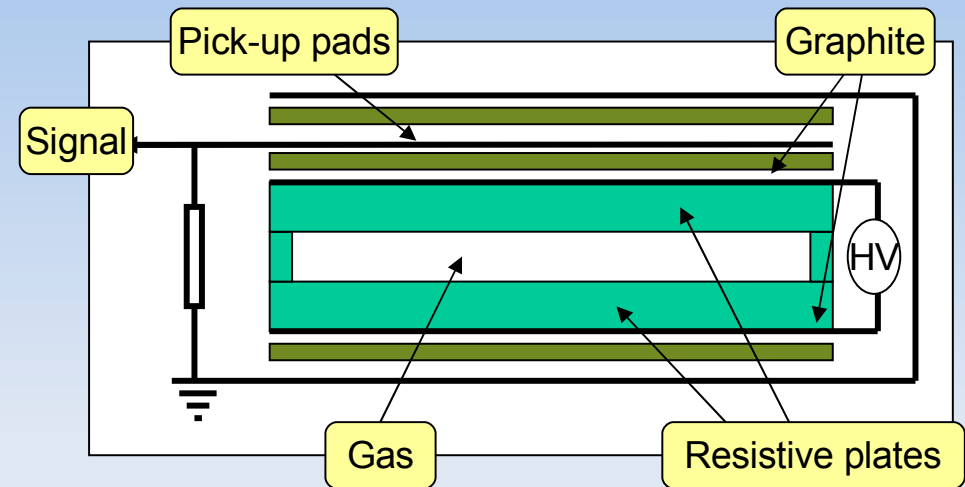 Pick-up pads
Graphite
Signal
HV
Gas
Resistive plates